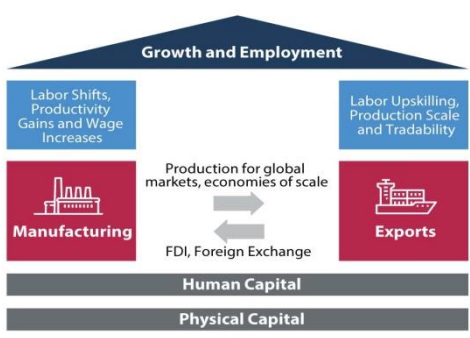 Growth and Employment
Labor Shifts,
Productivity
Gains and Wage
Increases
Labor Upskilling,
Production Scale
and Tradability
Production for global
markets, economies of scale
Manufacturing
Exports
FDI, Foreign Exchange
Human Capital
Physical Capital